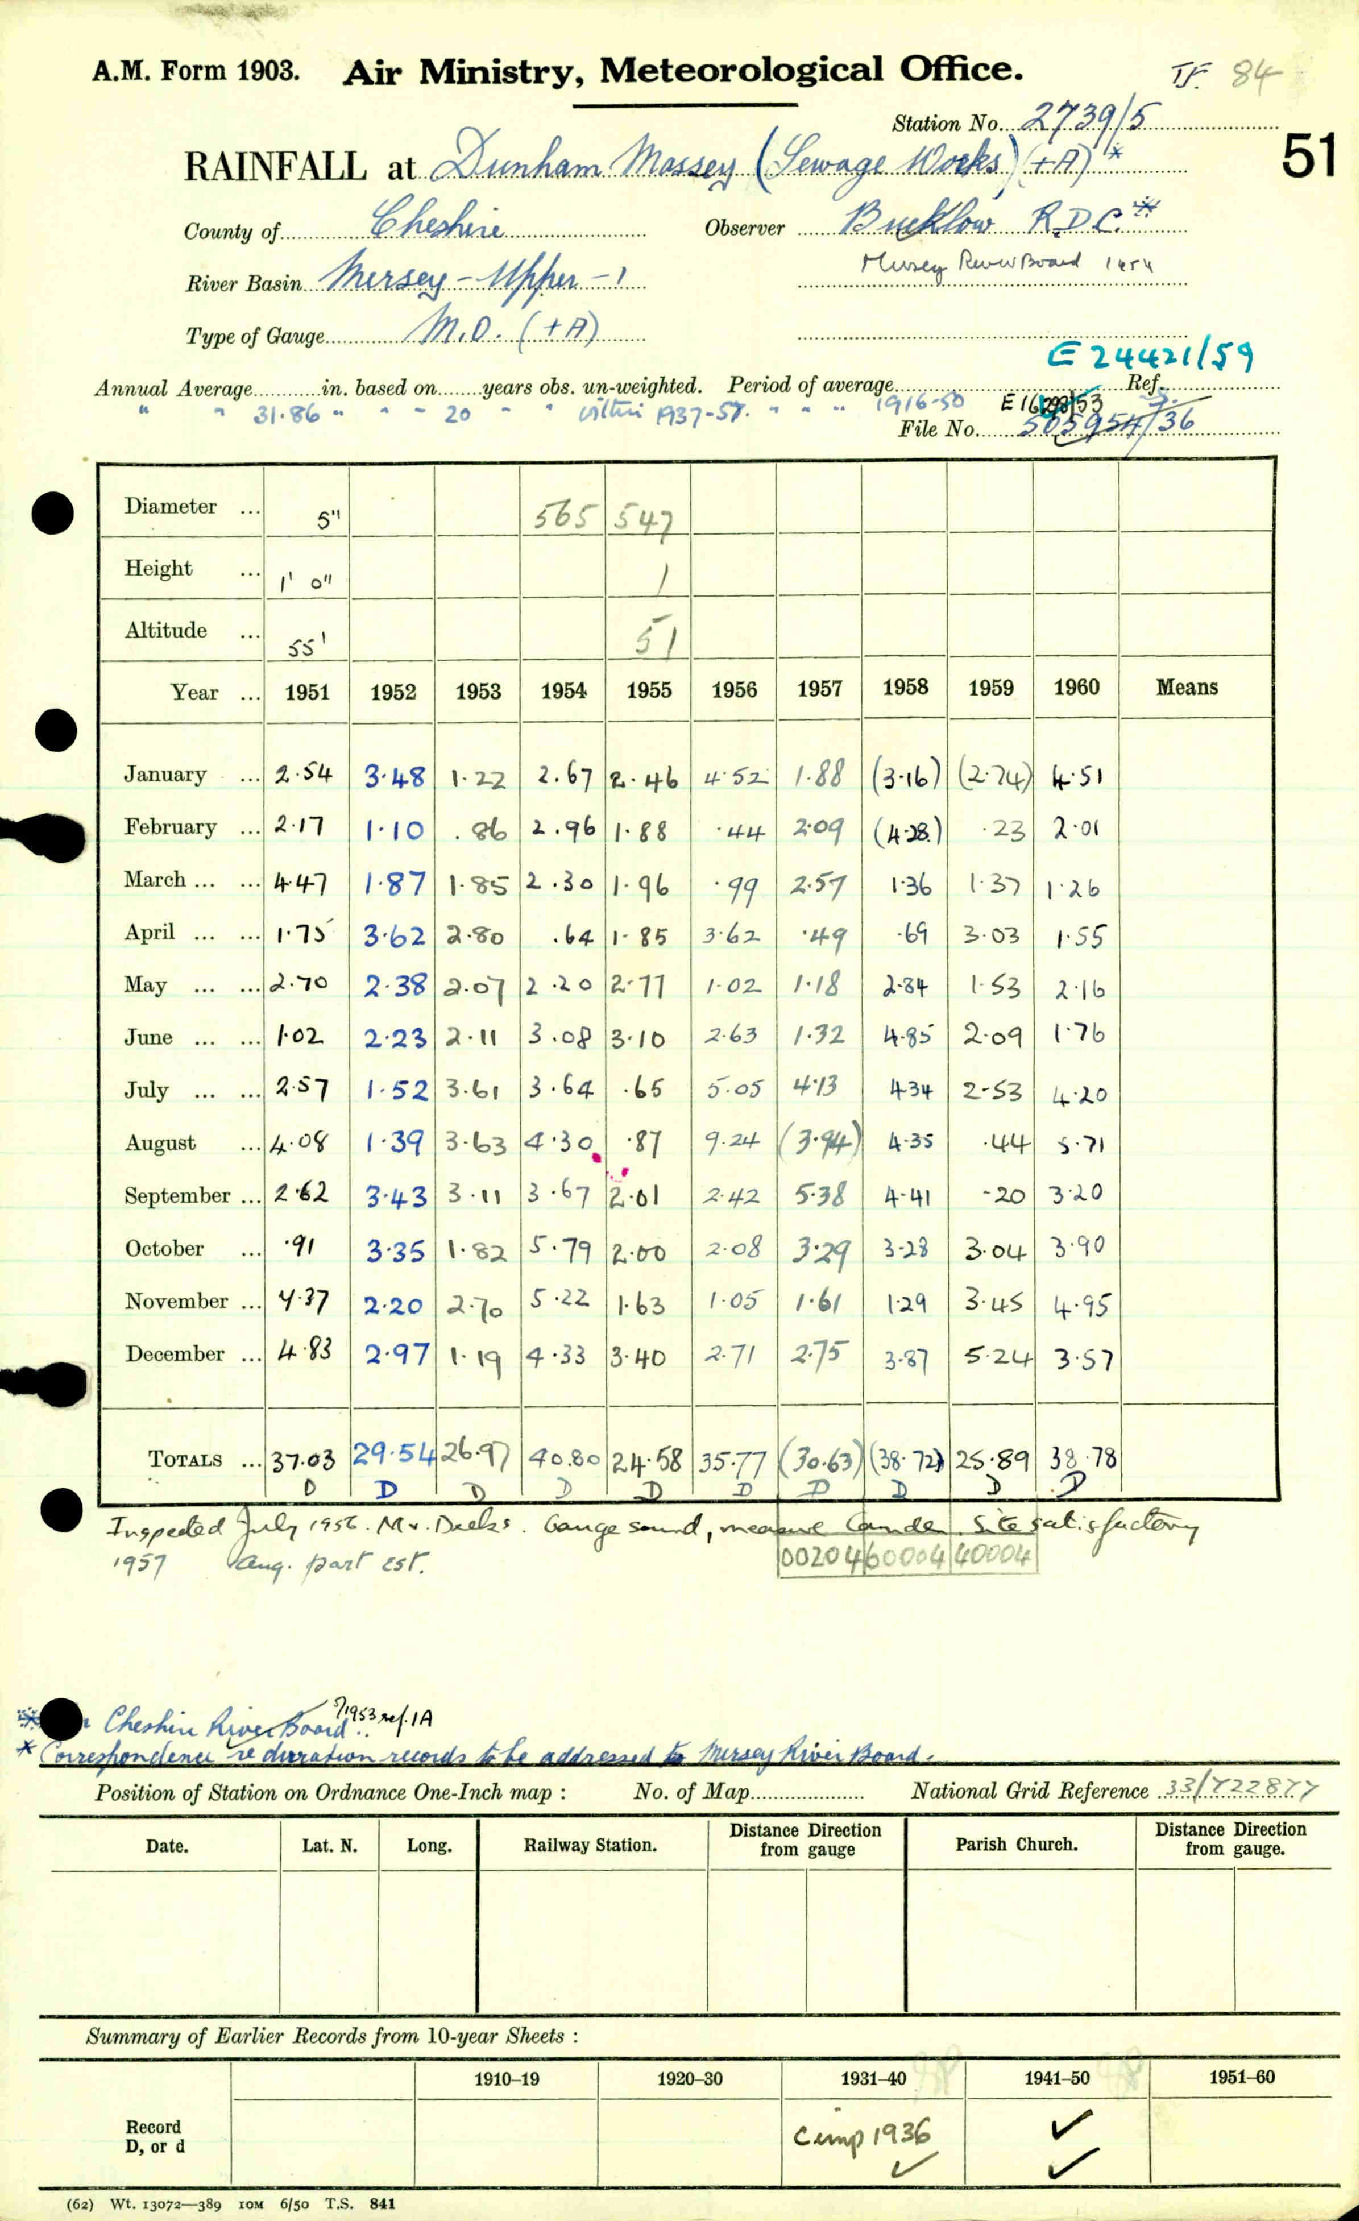 A.M. Form 1903. Air Ministry, Meteorological Office. 84
Station No. 2739/5
51
RAINFALL at Dunham Massey (Sewage Works) (+A) *
County of Cheshire Observer Bucklow R.D.C. *
Mersey River Board 1954
River Basin Mersey - Upper - 1
Type of Gauge M.O. (+A)
E 24421/59
Annual Average in. based on years obs. un-weighted. Period of average Ref.
" " 31.86 " " - 20 " " within 1937-57. " " " 1916-50
File No. 505954/36
Diameter ... 5" 565 547
Height ... 1' 0" 1
Altitude ... 55' 51
Year ... 1951 1952 1953 1954 1955 1956 1957 1958 1959 1960 Means
January ... 2.54 3.48 1.22 2.67 2.46 4.52 1.88 (3.16) (2.74) 4.51
February ... 2.17 1.10 .86 2.96 1.88 .44 2.09 (4.28) .23 2.01
March ... ... 4.47 1.87 1.85 2.30 1.96 .99 2.57 1.36 1.37 1.26
April ... ... 1.75 3.62 2.80 .64 1.85 3.62 .49 .69 3.03 1.55
May ... ... 2.70 2.38 2.07 2.20 2.77 1.02 1.18 2.84 1.53 2.16
June ... ... 1.02 2.23 2.11 3.08 3.10 2.63 1.32 4.85 2.09 1.76
July ... ... 2.57 1.52 3.61 3.64 .65 5.05 4.13 4.34 2.53 4.20
August ... 4.08 1.39 3.63 4.30 .87 9.24 (3.94) 4.35 .44 5.71
September ... 2.62 3.43 3.11 3.67 2.01 2.42 5.38 4.41 .20 3.20
October ... .91 3.35 1.82 5.79 2.00 2.08 3.29 3.28 3.04 3.90
November ... 4.37 2.20 2.70 5.22 1.63 1.05 1.61 1.29 3.45 4.95
December ... 4.83 2.97 1.19 4.33 3.40 2.71 2.75 3.87 5.24 3.57
TOTALS ... 37.03 29.54 26.97 40.80 24.58 35.77 (30.63) (38.72) 25.89 38.78
D D D D D D D D D D
Inspected July 1956. Mr. Deeks. Gauge sound, measure Camden. Site satisfactory
1957 Aug. part est. 00204 60004 40004
* Cheshire River Board. 7/1953 ref. 1A
* Correspondence re duration records to be addressed to Mersey River Board.
Position of Station on Ordnance One-Inch map : No. of Map National Grid Reference 33/722877
Date. Lat. N. Long. Railway Station. Distance Direction from gauge Parish Church. Distance Direction from gauge.
Summary of Earlier Records from 10-year Sheets :
1910–19 1920–30 1931–40 1941–50 1951–60
Record D, or d Cimp 1936 ✓ ✓ ✓
(62) Wt. 13072—389 10M 6/50 T.S. 841